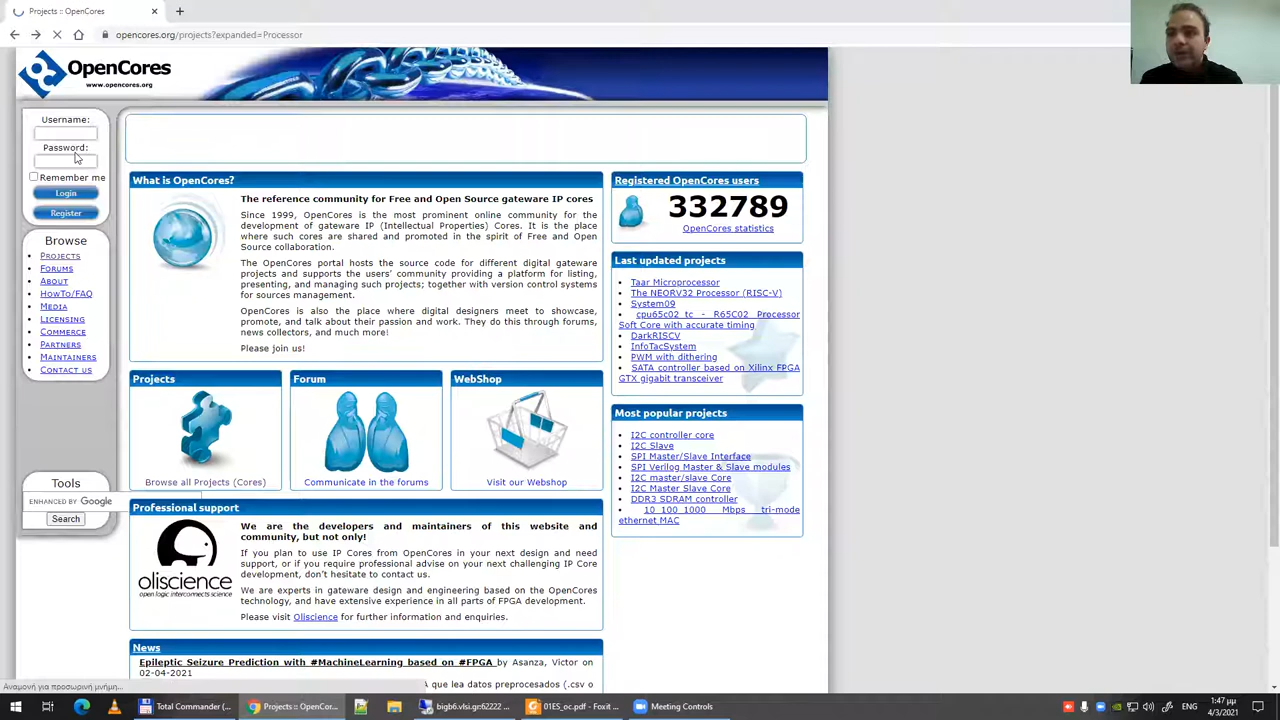 Projects :: OpenCores
opencores.org/projects?expanded=Processor
OpenCores
www.opencores.org
Username:
Password:
Remember me
Login
Register
Browse
Projects
Forums
About
HowTo/FAQ
Media
Licensing
Commerce
Partners
Maintainers
Contact us
Tools
ENHANCED BY Google
Search
What is OpenCores?
The reference community for Free and Open Source gateware IP cores
Since 1999, OpenCores is the most prominent online community for the
development of gateware IP (Intellectual Properties) Cores. It is the place
where such cores are shared and promoted in the spirit of Free and Open
Source collaboration.
The OpenCores portal hosts the source code for different digital gateware
projects and supports the users' community providing a platform for listing,
presenting, and managing such projects; together with version control systems
for sources management.
OpenCores is also the place where digital designers meet to showcase,
promote, and talk about their passion and work. They do this through forums,
news collectors, and much more!
Please join us!
Projects
Browse all Projects (Cores)
Forum
Communicate in the forums
WebShop
Visit our Webshop
Professional support
oliscience
open logic interconnects science
We are the developers and maintainers of this website and
community, but not only!
If you plan to use IP Cores from OpenCores in your next design and need
support, or if you require professional advise on your next challenging IP Core
development, don't hesitate to contact us.
We are experts in gateware design and engineering based on the OpenCores
technology, and have extensive experience in all parts of FPGA development.
Please visit Oliscience for further information and enquiries.
News
Epileptic Seizure Prediction with #MachineLearning based on #FPGA by Asanza, Victor on
02-04-2021
A que lea datos preprocesados (.csv o
Registered OpenCores users
332789
OpenCores statistics
Last updated projects
Taar Microprocessor
The NEORV32 Processor (RISC-V)
System09
cpu65c02_tc - R65C02 Processor
Soft Core with accurate timing
DarkRISCV
InfoTacSystem
PWM with dithering
SATA controller based on Xilinx FPGA
GTX gigabit transceiver
Most popular projects
I2C controller core
I2C Slave
SPI Master/Slave Interface
SPI Verilog Master & Slave modules
I2C master/slave Core
I2C Master Slave Core
DDR3 SDRAM controller
10_100_1000 Mbps tri-mode
ethernet MAC
Αναμονή για προσωρινή μνήμη...
Total Commander (...
Projects :: OpenCor...
bigb6.vlsi.gr:62222 ...
01ES_oc.pdf - Foxit ...
Meeting Controls
ENG
1:47 μμ
4/3/2021